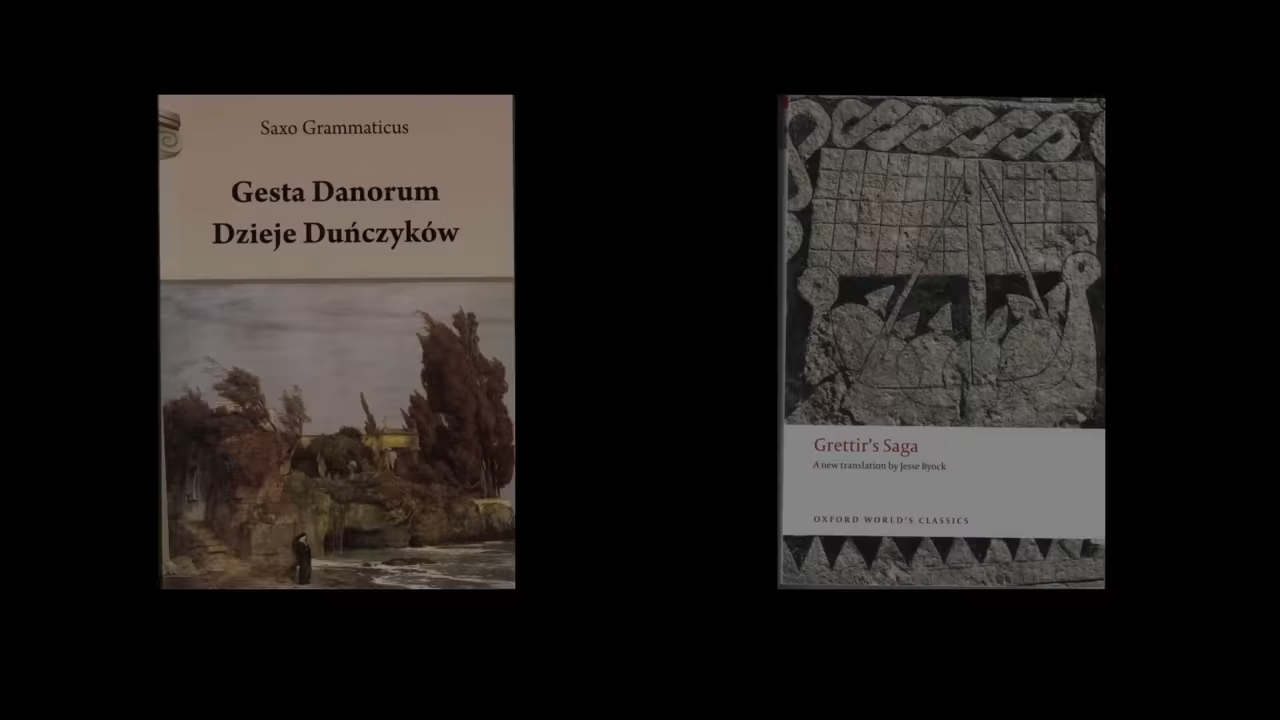 Saxo Grammaticus
Gesta Danorum
Dzieje Duńczyków
Grettir's Saga
A new translation by Jesse Byock
OXFORD WORLD'S CLASSICS